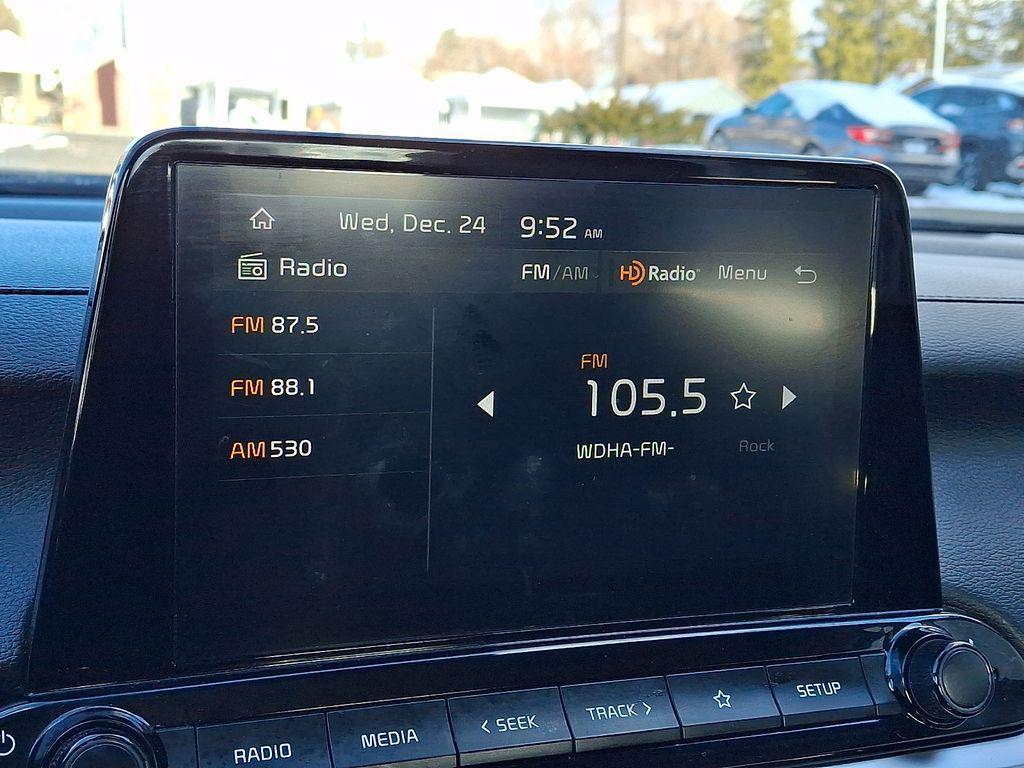 Wed, Dec. 24 9:52 AM
Radio FM/AM HD Radio Menu
FM 87.5
FM 88.1
AM 530
FM
105.5
WDHA-FM-
Rock
RADIO MEDIA < SEEK TRACK > SETUP